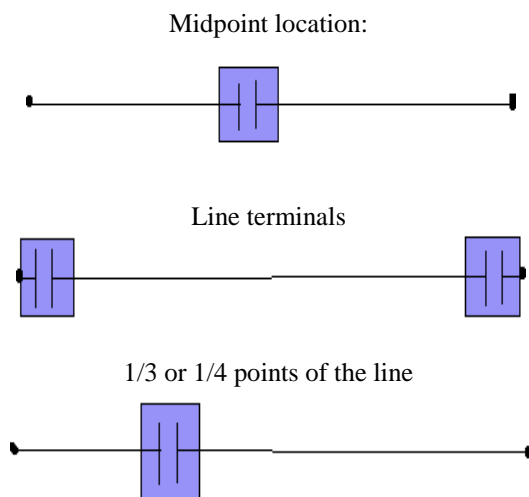 Midpoint location:
Line terminals
1/3 or 1/4 points of the line